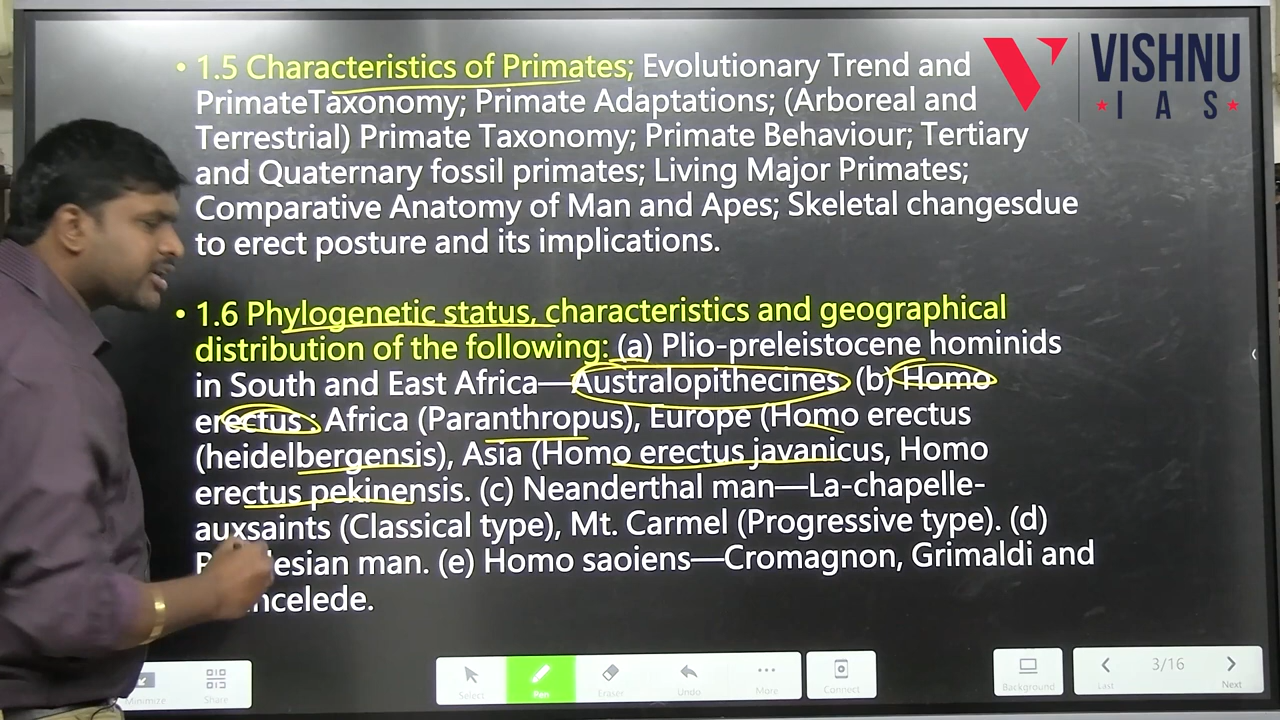 VISHNU
IAS
• 1.5 Characteristics of Primates; Evolutionary Trend and
PrimateTaxonomy; Primate Adaptations; (Arboreal and
Terrestrial) Primate Taxonomy; Primate Behaviour; Tertiary
and Quaternary fossil primates; Living Major Primates;
Comparative Anatomy of Man and Apes; Skeletal changesdue
to erect posture and its implications.
• 1.6 Phylogenetic status, characteristics and geographical
distribution of the following: (a) Plio-preleistocene hominids
in South and East Africa—Australopithecines (b) Homo
erectus : Africa (Paranthropus), Europe (Homo erectus
(heidelbergensis), Asia (Homo erectus javanicus, Homo
erectus pekinensis. (c) Neanderthal man—La-chapelle-
auxsaints (Classical type), Mt. Carmel (Progressive type). (d)
man. (e) Homo saoiens—Cromagnon, Grimaldi and
Minimize Share Select Pen Eraser Undo More Connect Background Last 3/16 Next